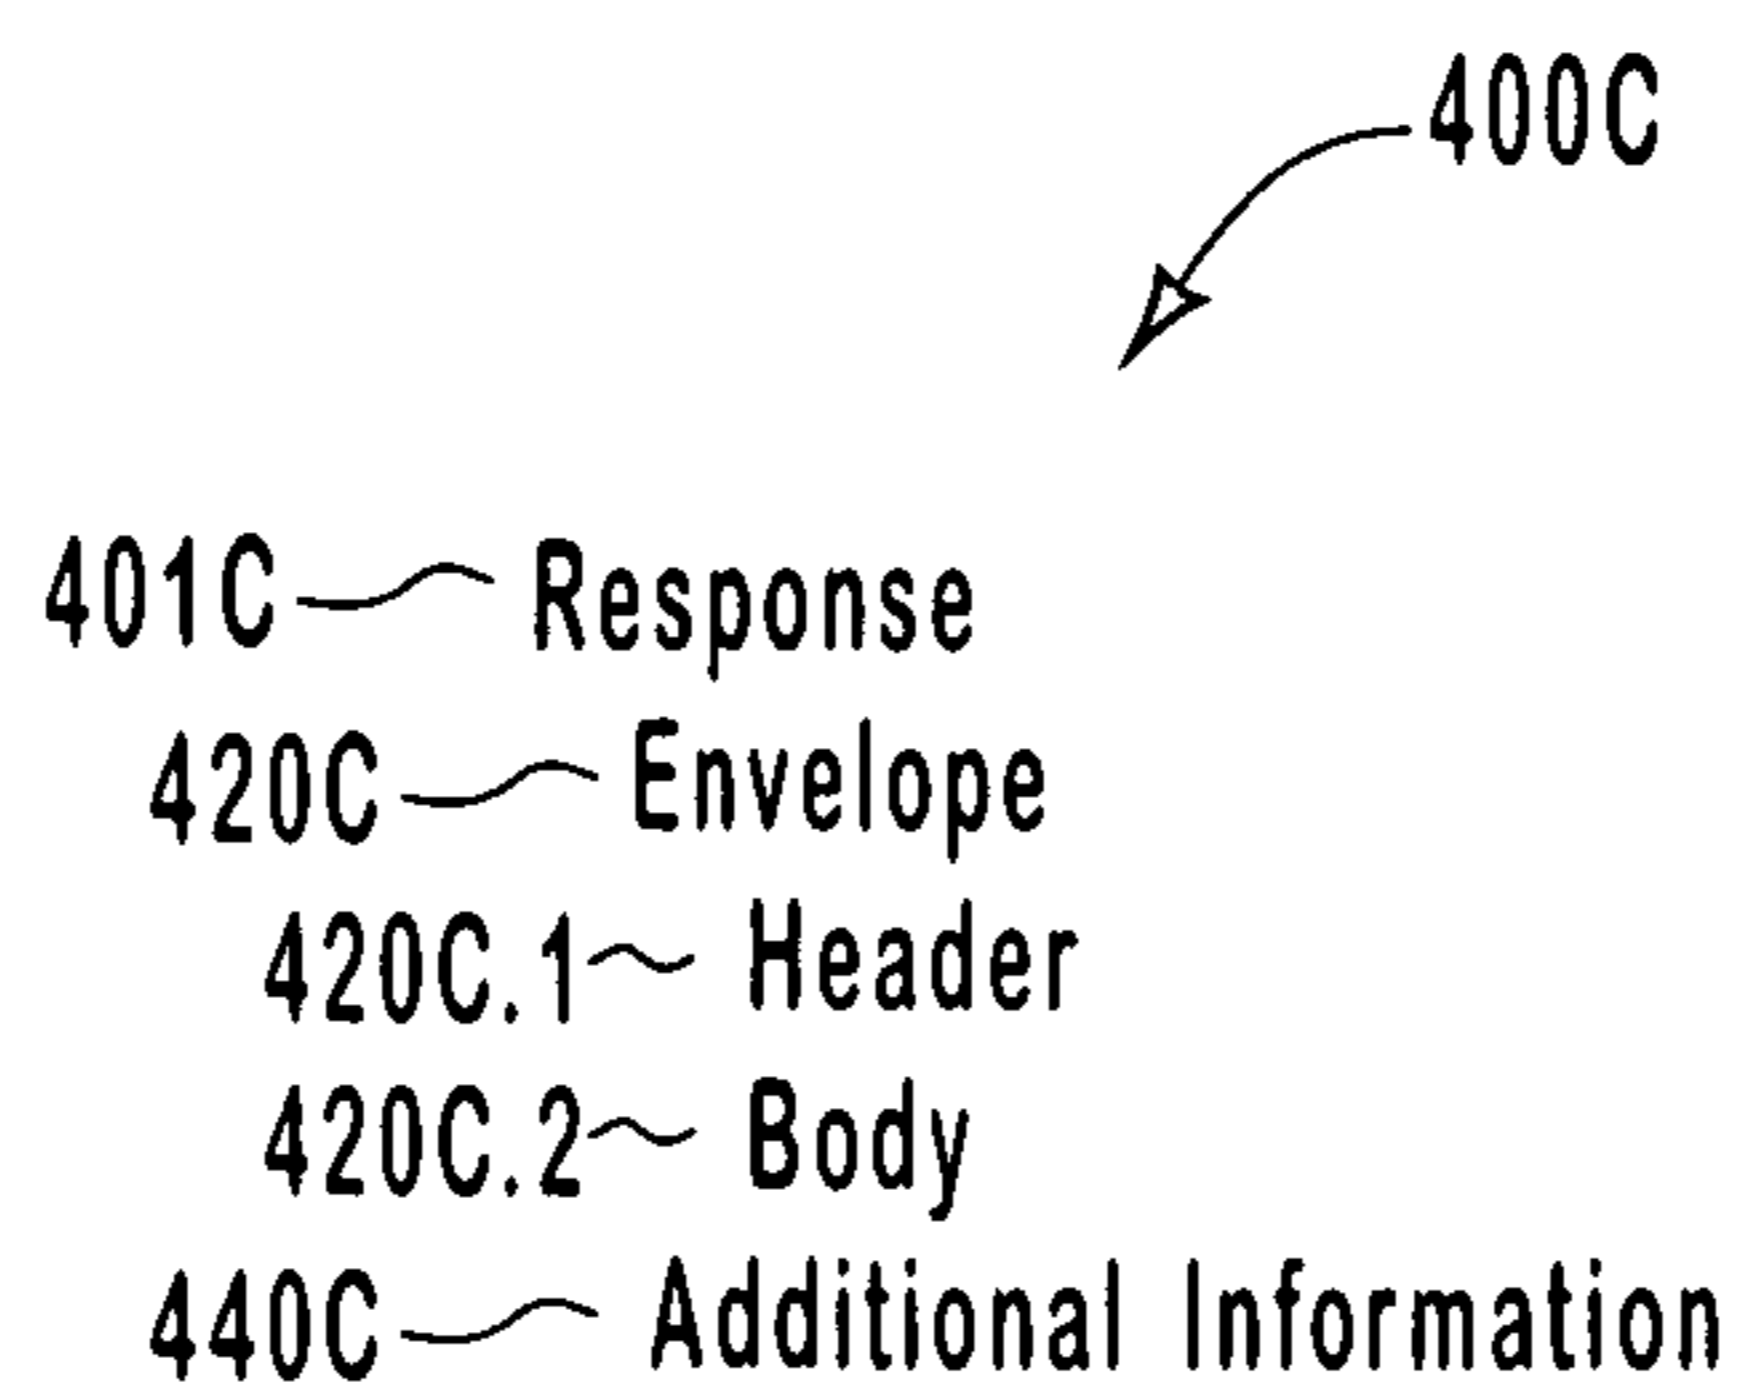 400C
401C Response
420C Envelope
420C.1 Header
420C.2 Body
440C Additional Information